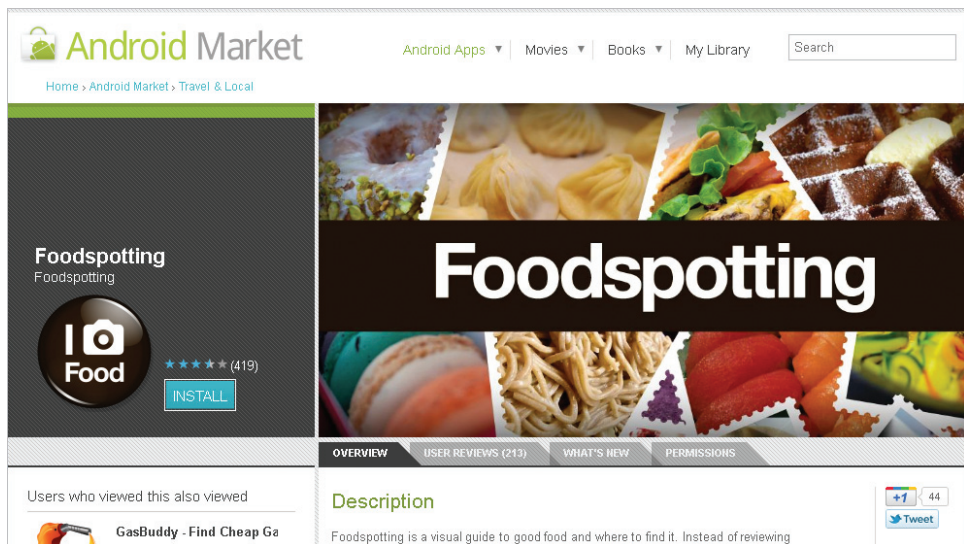 Android Market
Android Apps ▼ Movies ▼ Books ▼ My Library Search
Home › Android Market › Travel & Local
Foodspotting
Foodspotting
Foodspotting
I Food
(419)
INSTALL
OVERVIEW USER REVIEWS (213) WHAT'S NEW PERMISSIONS
Users who viewed this also viewed
GasBuddy - Find Cheap Ga
Description
Foodspotting is a visual guide to good food and where to find it. Instead of reviewing
+1 44
Tweet